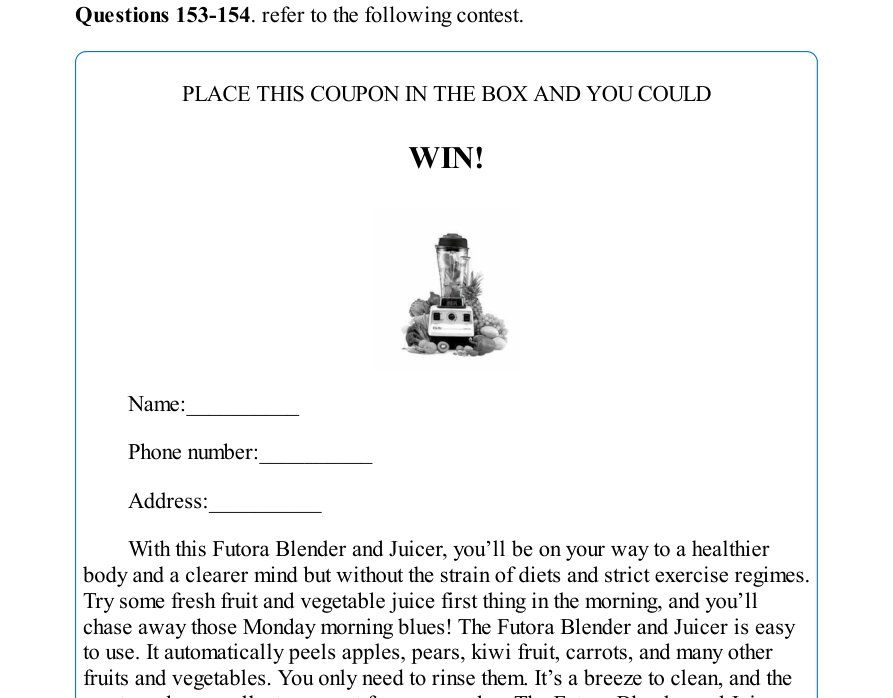 Questions 153-154. refer to the following contest.
PLACE THIS COUPON IN THE BOX AND YOU COULD
WIN!
Name:__________
Phone number:__________
Address:__________
With this Futora Blender and Juicer, you’ll be on your way to a healthier
body and a clearer mind but without the strain of diets and strict exercise regimes.
Try some fresh fruit and vegetable juice first thing in the morning, and you’ll
chase away those Monday morning blues! The Futora Blender and Juicer is easy
to use. It automatically peels apples, pears, kiwi fruit, carrots, and many other
fruits and vegetables. You only need to rinse them. It’s a breeze to clean, and the